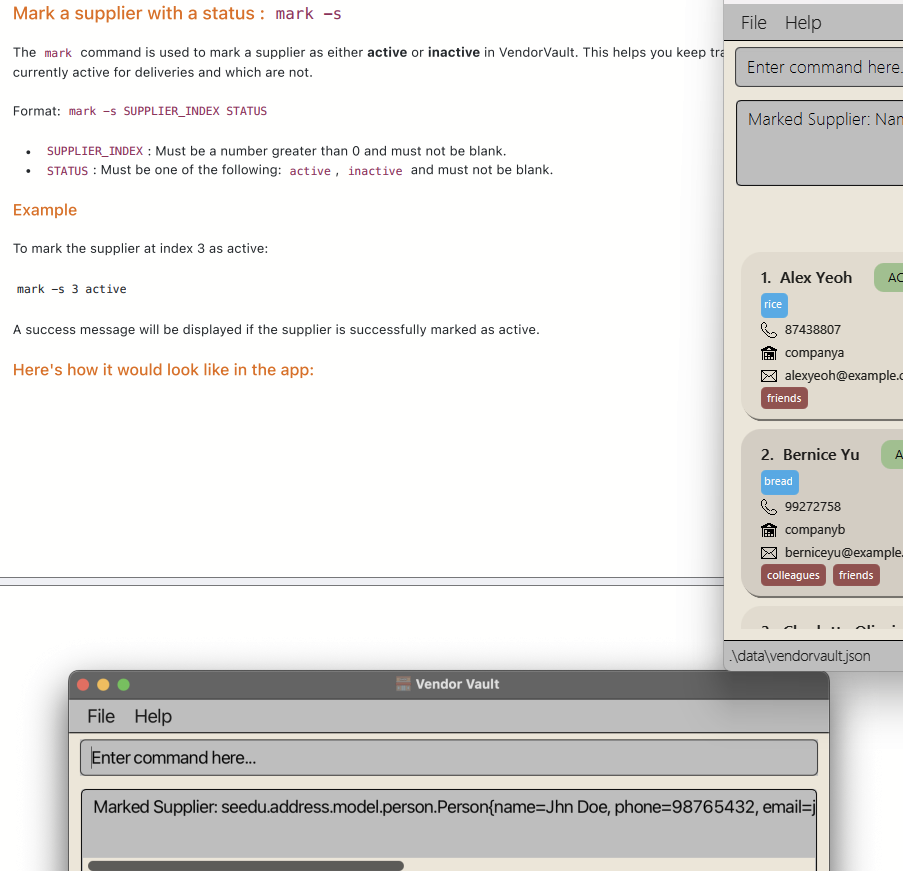 Mark a supplier with a status : mark -s
The mark command is used to mark a supplier as either active or inactive in VendorVault. This helps you keep tra
currently active for deliveries and which are not.
Format: mark -s SUPPLIER_INDEX STATUS
• SUPPLIER_INDEX : Must be a number greater than 0 and must not be blank.
• STATUS : Must be one of the following: active , inactive and must not be blank.
Example
To mark the supplier at index 3 as active:
mark -s 3 active
A success message will be displayed if the supplier is successfully marked as active.
Here's how it would look like in the app:
File Help
Enter command here.
Marked Supplier: Nam
1. Alex Yeoh AC
rice
87438807
companya
alexyeoh@example.c
friends
2. Bernice Yu A
bread
99272758
companyb
berniceyu@example.
colleagues friends
.\data\vendorvault.json
Vendor Vault
File Help
Enter command here...
Marked Supplier: seedu.address.model.person.Person{name=Jhn Doe, phone=98765432, email=j